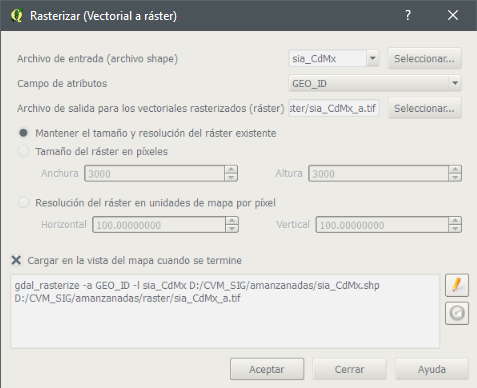 Rasterizar (Vectorial a ráster)
Archivo de entrada (archivo shape) sia_CdMx Seleccionar...
Campo de atributos GEO_ID
Archivo de salida para los vectoriales rasterizados (ráster) ster/sia_CdMx_a.tif Seleccionar...
Mantener el tamaño y resolución del ráster existente
Tamaño del ráster en píxeles
Anchura 3000 Altura 3000
Resolución del ráster en unidades de mapa por píxel
Horizontal 100.00000000 Vertical 100.00000000
Cargar en la vista del mapa cuando se termine
gdal_rasterize -a GEO_ID -l sia_CdMx D:/CVM_SIG/amanzanadas/sia_CdMx.shp
D:/CVM_SIG/amanzanadas/raster/sia_CdMx_a.tif
Aceptar Cerrar Ayuda